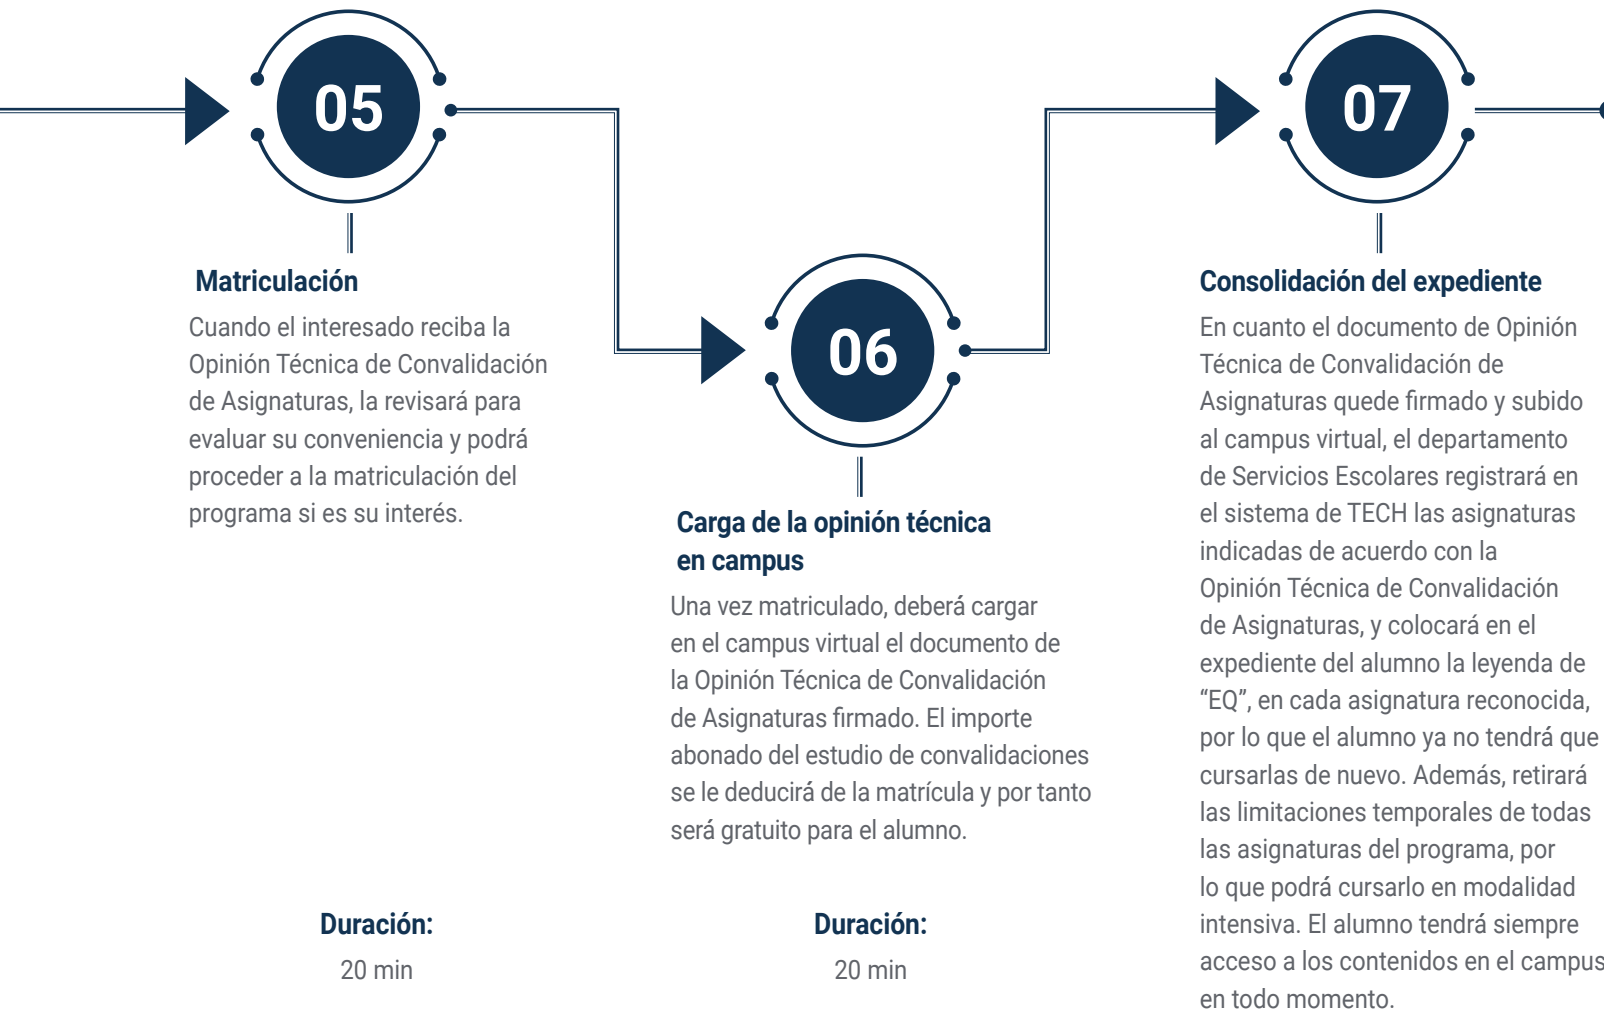 05
Matriculación
Cuando el interesado reciba la
Opinión Técnica de Convalidación
de Asignaturas, la revisará para
evaluar su conveniencia y podrá
proceder a la matriculación del
programa si es su interés.
Duración:
20 min
06
Carga de la opinión técnica
en campus
Una vez matriculado, deberá cargar
en el campus virtual el documento de
la Opinión Técnica de Convalidación
de Asignaturas firmado. El importe
abonado del estudio de convalidaciones
se le deducirá de la matrícula y por tanto
será gratuito para el alumno.
Duración:
20 min
07
Consolidación del expediente
En cuanto el documento de Opinión
Técnica de Convalidación de
Asignaturas quede firmado y subido
al campus virtual, el departamento
de Servicios Escolares registrará en
el sistema de TECH las asignaturas
indicadas de acuerdo con la
Opinión Técnica de Convalidación
de Asignaturas, y colocará en el
expediente del alumno la leyenda de
“EQ”, en cada asignatura reconocida,
por lo que el alumno ya no tendrá que
cursarlas de nuevo. Además, retirará
las limitaciones temporales de todas
las asignaturas del programa, por
lo que podrá cursarlo en modalidad
intensiva. El alumno tendrá siempre
acceso a los contenidos en el campus
en todo momento.